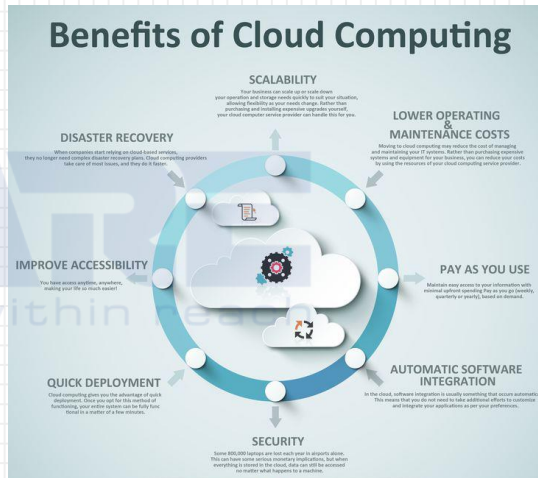 Benefits of Cloud Computing
SCALABILITY
Your business can scale up or scale down
your operation and storage needs quickly to suit your situation,
allowing flexibility as your needs change. Rather than
purchasing and installing expensive upgrades yourself,
your cloud computer service provider can handle this for you.
LOWER OPERATING
&
MAINTENANCE COSTS
Moving to cloud computing may reduce the cost of managing
and maintaining your IT systems. Rather than purchasing expensive
systems and equipment for your business, you can reduce your costs
by using the resources of your cloud computing service provider.
DISASTER RECOVERY
When companies start relying on cloud-based services,
they no longer need complex disaster recovery plans. Cloud computing providers
take care of most issues, and they do it faster.
IMPROVE ACCESSIBILITY
You have access anytime, anywhere,
making your life so much easier!
PAY AS YOU USE
Maintain easy access to your information with
minimal upfront spending Pay as you go (weekly,
quarterly or yearly), based on demand.
within reach
QUICK DEPLOYMENT
Cloud computing gives you the advantage of quick
deployment. Once you opt for this method of
functioning, your entire system can be fully func
tional in a matter of a few minutes.
AUTOMATIC SOFTWARE
INTEGRATION
In the cloud, software integration is usually something that occurs automatic
This means that you do not need to take additional efforts to customize
and integrate your applications as per your preferences.
SECURITY
Some 800,000 laptops are lost each year in airports alone.
This can have some serious monetary implications, but when
everything is stored in the cloud, data can still be accessed
no matter what happens to a machine.